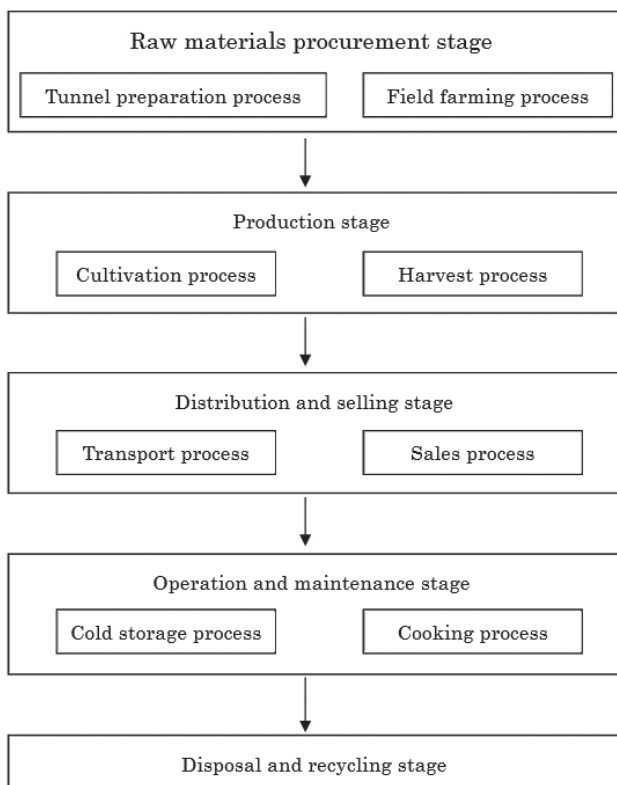 Raw materials procurement stage
Tunnel preparation process
Field farming process
Production stage
Cultivation process
Harvest process
Distribution and selling stage
Transport process
Sales process
Operation and maintenance stage
Cold storage process
Cooking process
Disposal and recycling stage